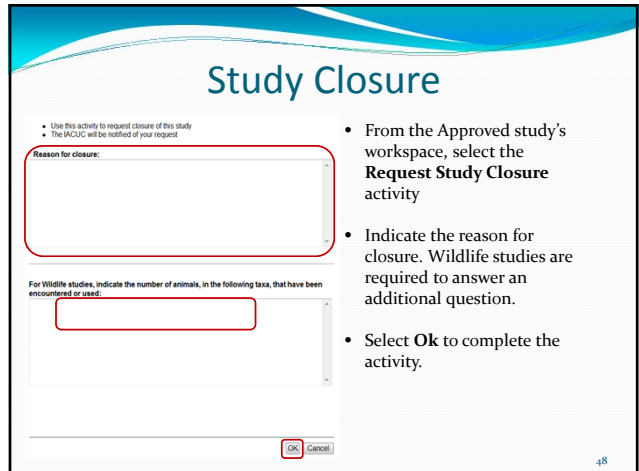 Study Closure
• Use this activity to request closure of this study
• The IACUC will be notified of your request
Reason for closure:
For Wildlife studies, indicate the number of animals, in the following taxa, that have been
encountered or used:
OK Cancel
• From the Approved study's
workspace, select the
Request Study Closure
activity
• Indicate the reason for
closure. Wildlife studies are
required to answer an
additional question.
• Select Ok to complete the
activity.
48